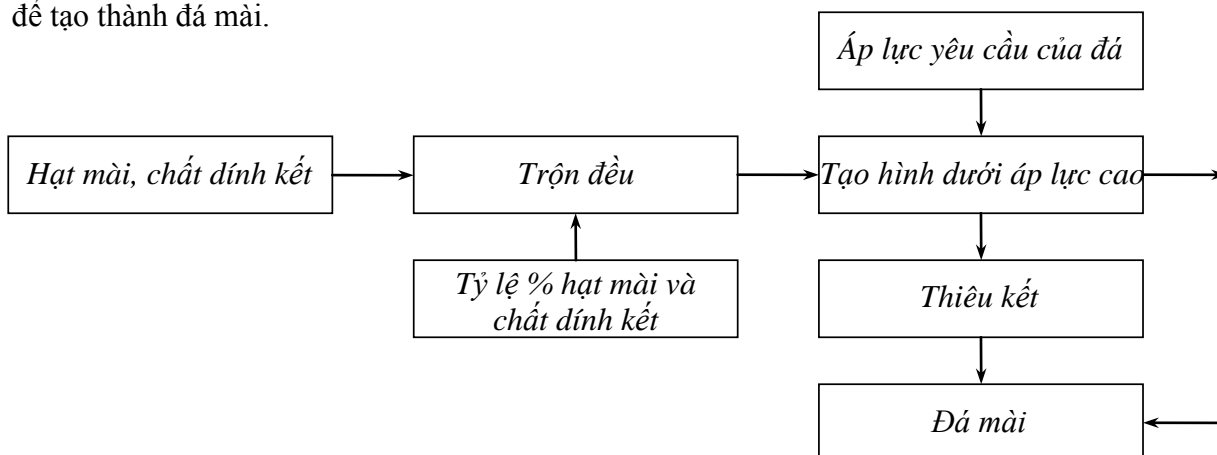 để tạo thành đá mài.
Áp lực yêu cầu của đá
Hạt mài, chất dính kết
Trộn đều
Tạo hình dưới áp lực cao
Tỷ lệ % hạt mài và
chất dính kết
Thiêu kết
Đá mài